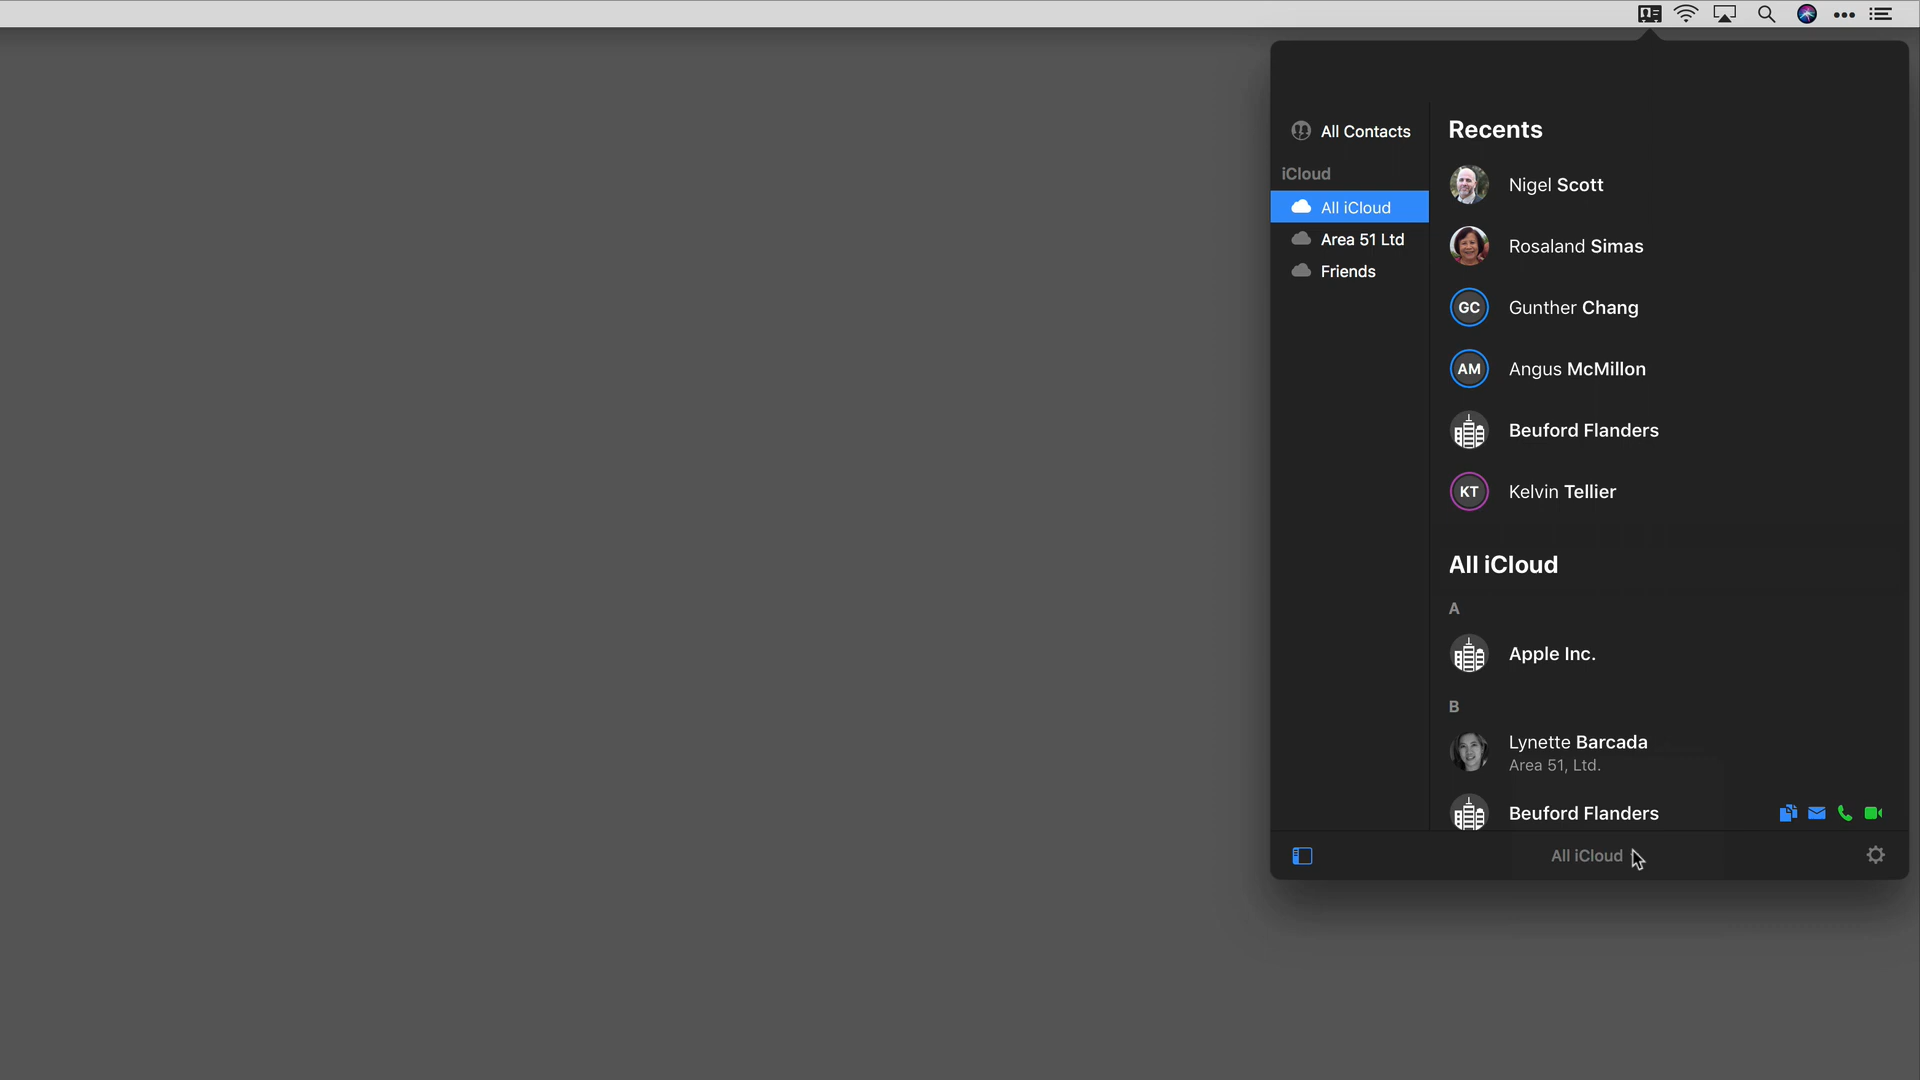 All Contacts
iCloud
All iCloud
Area 51 Ltd
Friends
Recents
Nigel Scott
Rosaland Simas
GC Gunther Chang
AM Angus McMillon
Beuford Flanders
KT Kelvin Tellier
All iCloud
A
Apple Inc.
B
Lynette Barcada
Area 51, Ltd.
Beuford Flanders
All iCloud